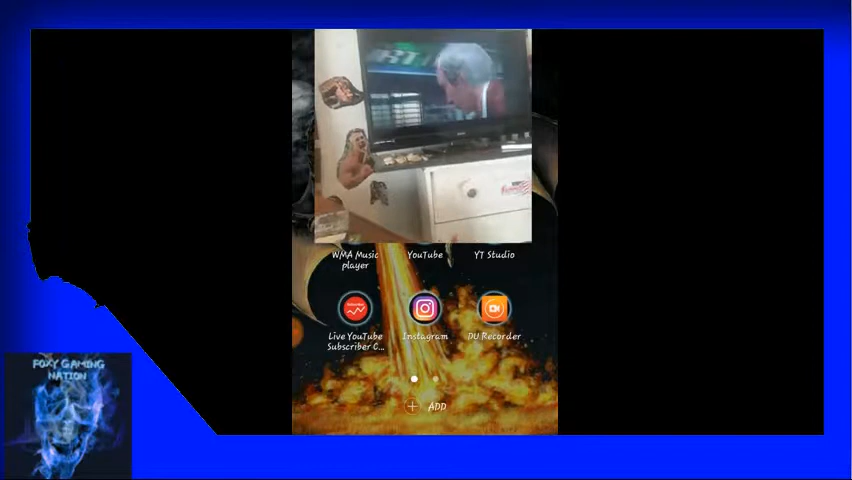 WMA Music
player
YouTube
YT Studio
Live YouTube
Subscriber C...
Instagram
DU Recorder
ADD
FOXY GAMING
NATION